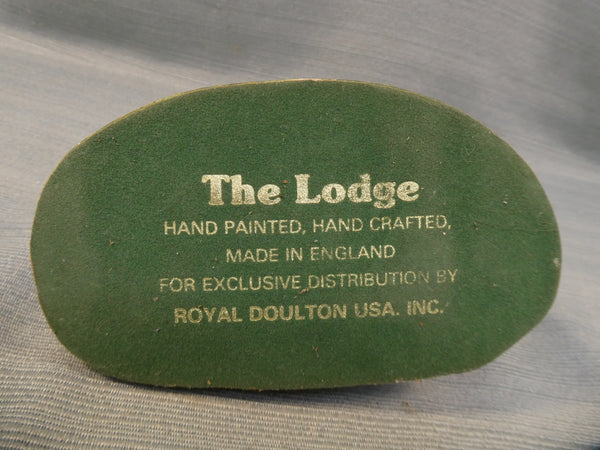 The Lodge
HAND PAINTED, HAND CRAFTED,
MADE IN ENGLAND
FOR EXCLUSIVE DISTRIBUTION BY
ROYAL DOULTON USA. INC.